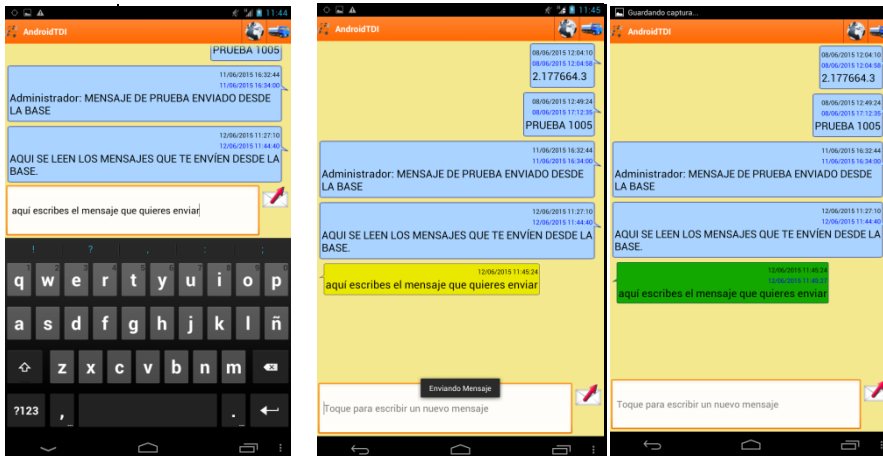 11:44
AndroidTDI
PRUEBA 1005
11/06/2015 16:32:44
11/06/2015 16:34:00
Administrador: MENSAJE DE PRUEBA ENVIADO DESDE
LA BASE
12/06/2015 11:27:10
12/06/2015 11:44:40
AQUI SE LEEN LOS MENSAJES QUE TE ENVÍEN DESDE LA
BASE.
aquí escribes el mensaje que quieres enviar
! ? , : ;
q w e r t y u i o p
a s d f g h j k l ñ
z x c v b n m
?123 , .
11:45
AndroidTDI
08/06/2015 12:04:10
08/06/2015 12:04:58
2.177664.3
08/06/2015 12:49:24
08/06/2015 17:12:35
PRUEBA 1005
11/06/2015 16:32:44
11/06/2015 16:34:00
Administrador: MENSAJE DE PRUEBA ENVIADO DESDE
LA BASE
12/06/2015 11:27:10
12/06/2015 11:44:40
AQUI SE LEEN LOS MENSAJES QUE TE ENVÍEN DESDE LA
BASE.
12/06/2015 11:45:24
aquí escribes el mensaje que quieres enviar
Enviando Mensaje
Toque para escribir un nuevo mensaje
Guardando captura...
AndroidTDI
08/06/2015 12:04:10
08/06/2015 12:04:58
2.177664.3
08/06/2015 12:49:24
08/06/2015 17:12:35
PRUEBA 1005
11/06/2015 16:32:44
11/06/2015 16:34:00
Administrador: MENSAJE DE PRUEBA ENVIADO DESDE
LA BASE
12/06/2015 11:27:10
12/06/2015 11:44:40
AQUI SE LEEN LOS MENSAJES QUE TE ENVÍEN DESDE LA
BASE.
12/06/2015 11:45:24
12/06/2015 11:45:27
aquí escribes el mensaje que quieres enviar
Toque para escribir un nuevo mensaje